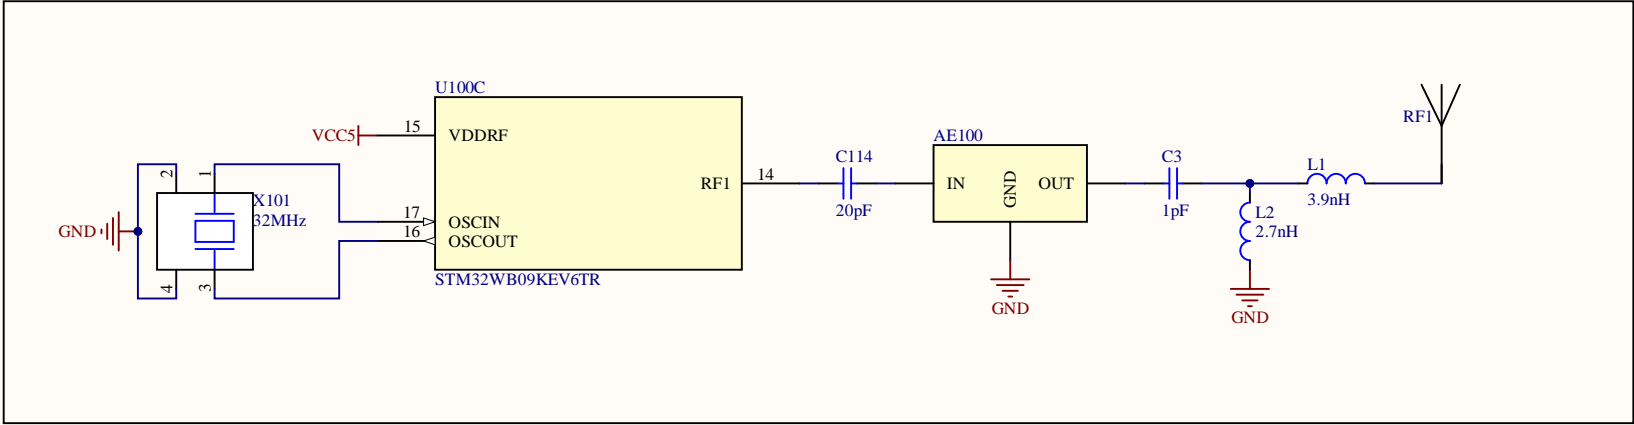 U100C
VCC5
15
VDDRF
RF1
14
17
OSCIN
16
OSCOUT
STM32WB09KEV6TR
GND
2
1
X101
32MHz
4
3
C114
20pF
AE100
IN
GND
OUT
GND
C3
1pF
L2
2.7nH
GND
L1
3.9nH
RF1